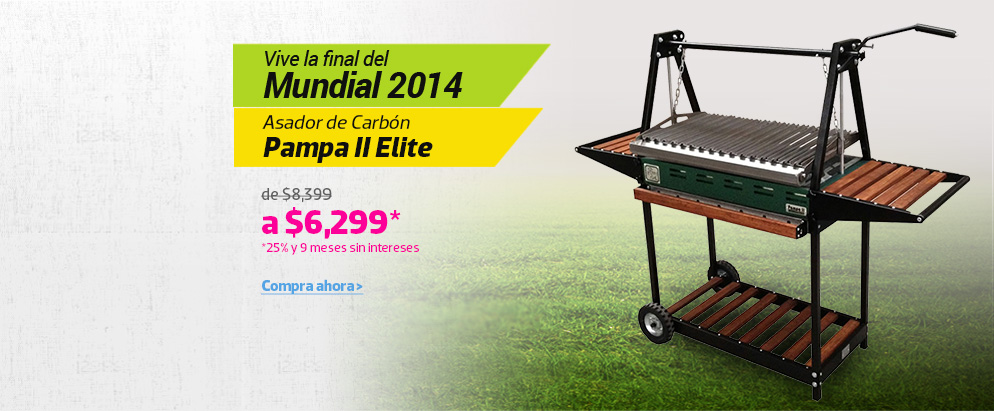 Vive la final del
Mundial 2014
Asador de Carbón
Pampa II Elite
de $8,399
a $6,299*
*25% y 9 meses sin intereses
Compra ahora >